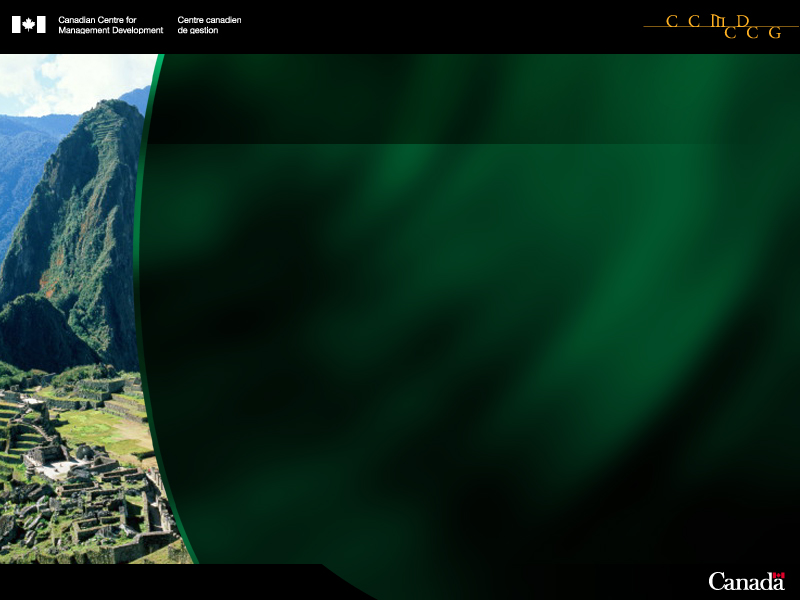 Canadian Centre for
Management Development
Centre canadien
de gestion
C C M D
C C G
Canada